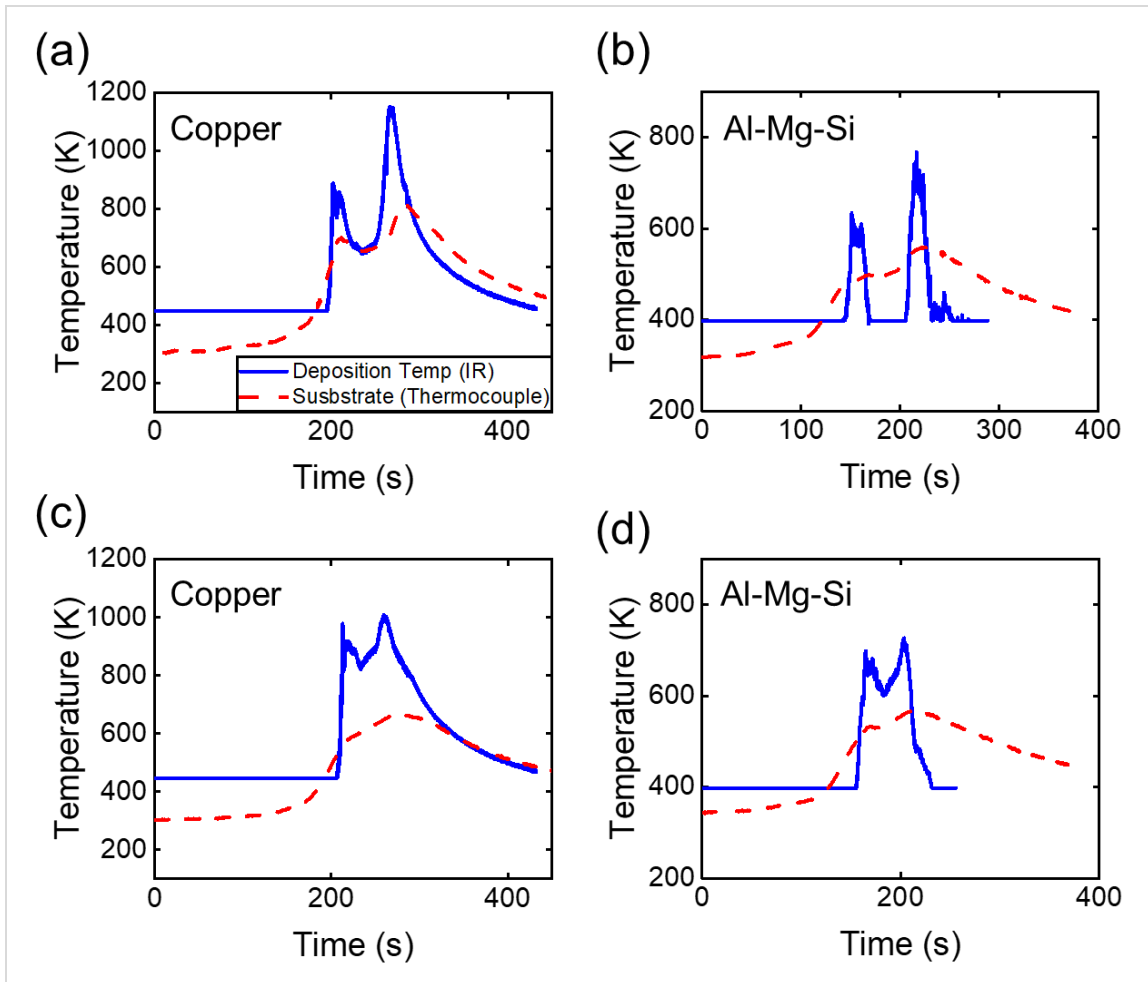 (a)
Copper
Temperature (K)
1200
1000
800
600
400
200
0
200
400
Time (s)
Deposition Temp (IR)
Susbstrate (Thermocouple)
(b)
Al-Mg-Si
Temperature (K)
800
600
400
200
0
100
200
300
400
Time (s)
(c)
Copper
Temperature (K)
1200
1000
800
600
400
200
0
200
400
Time (s)
(d)
Al-Mg-Si
Temperature (K)
800
600
400
200
0
200
400
Time (s)